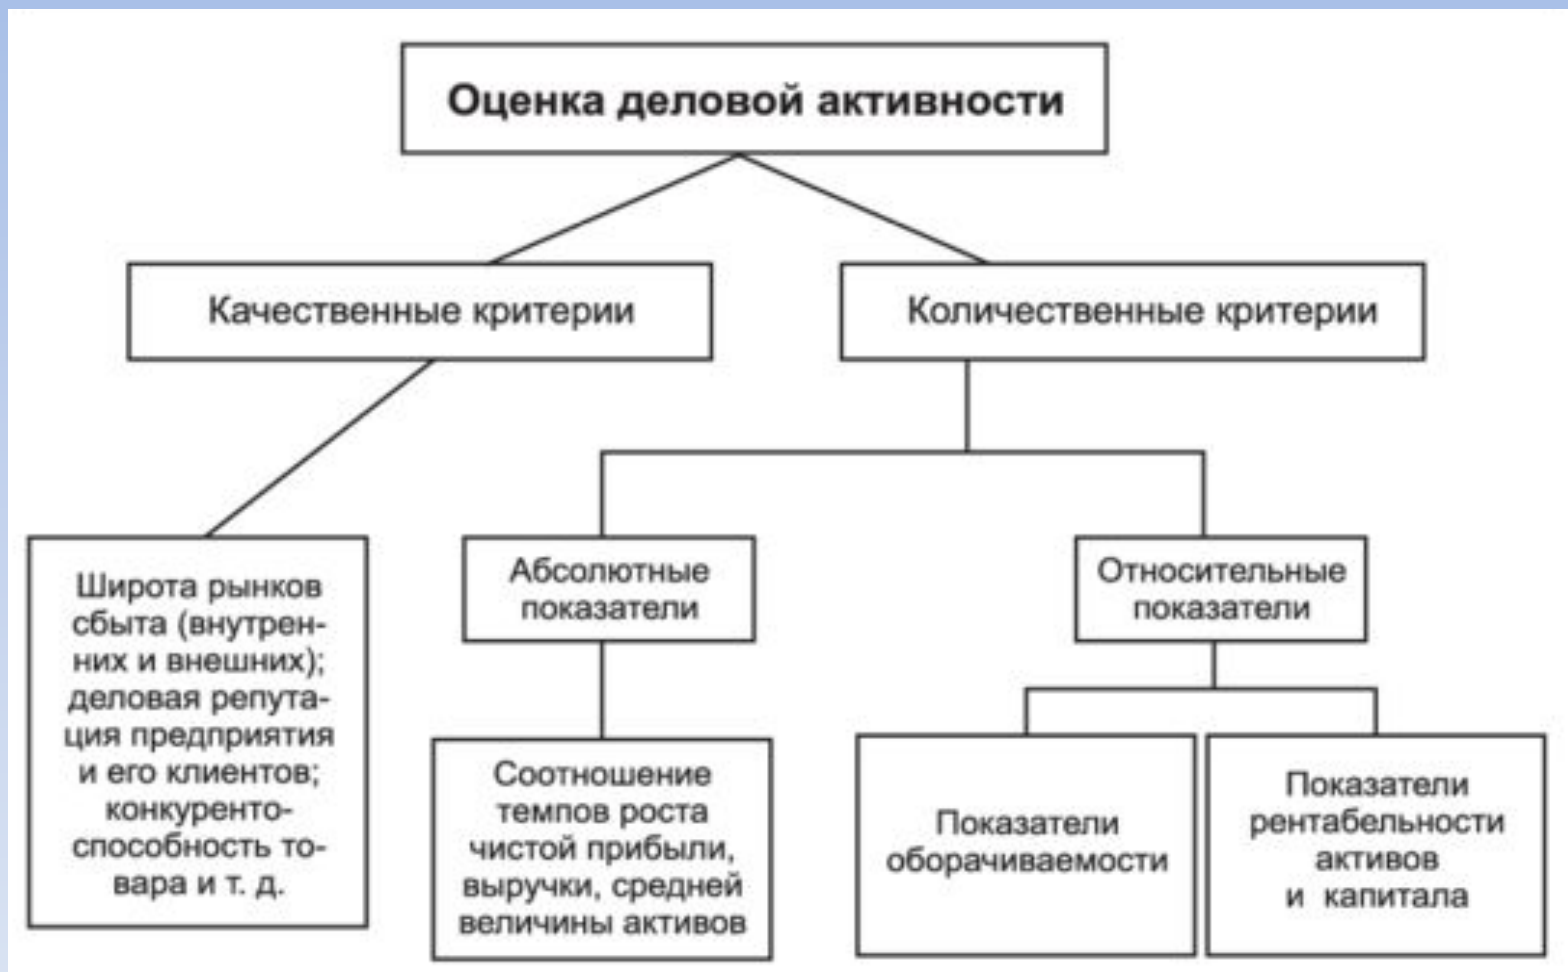 Оценка деловой активности
Качественные критерии
Количественные критерии
Широта рынков
сбыта (внутрен-
них и внешних);
деловая репута-
ция предприятия
и его клиентов;
конкуренто-
способность то-
вара и т. д.
Абсолютные
показатели
Соотношение
темпов роста
чистой прибыли,
выручки, средней
величины активов
Относительные
показатели
Показатели
оборачиваемости
Показатели
рентабельности
активов
и капитала